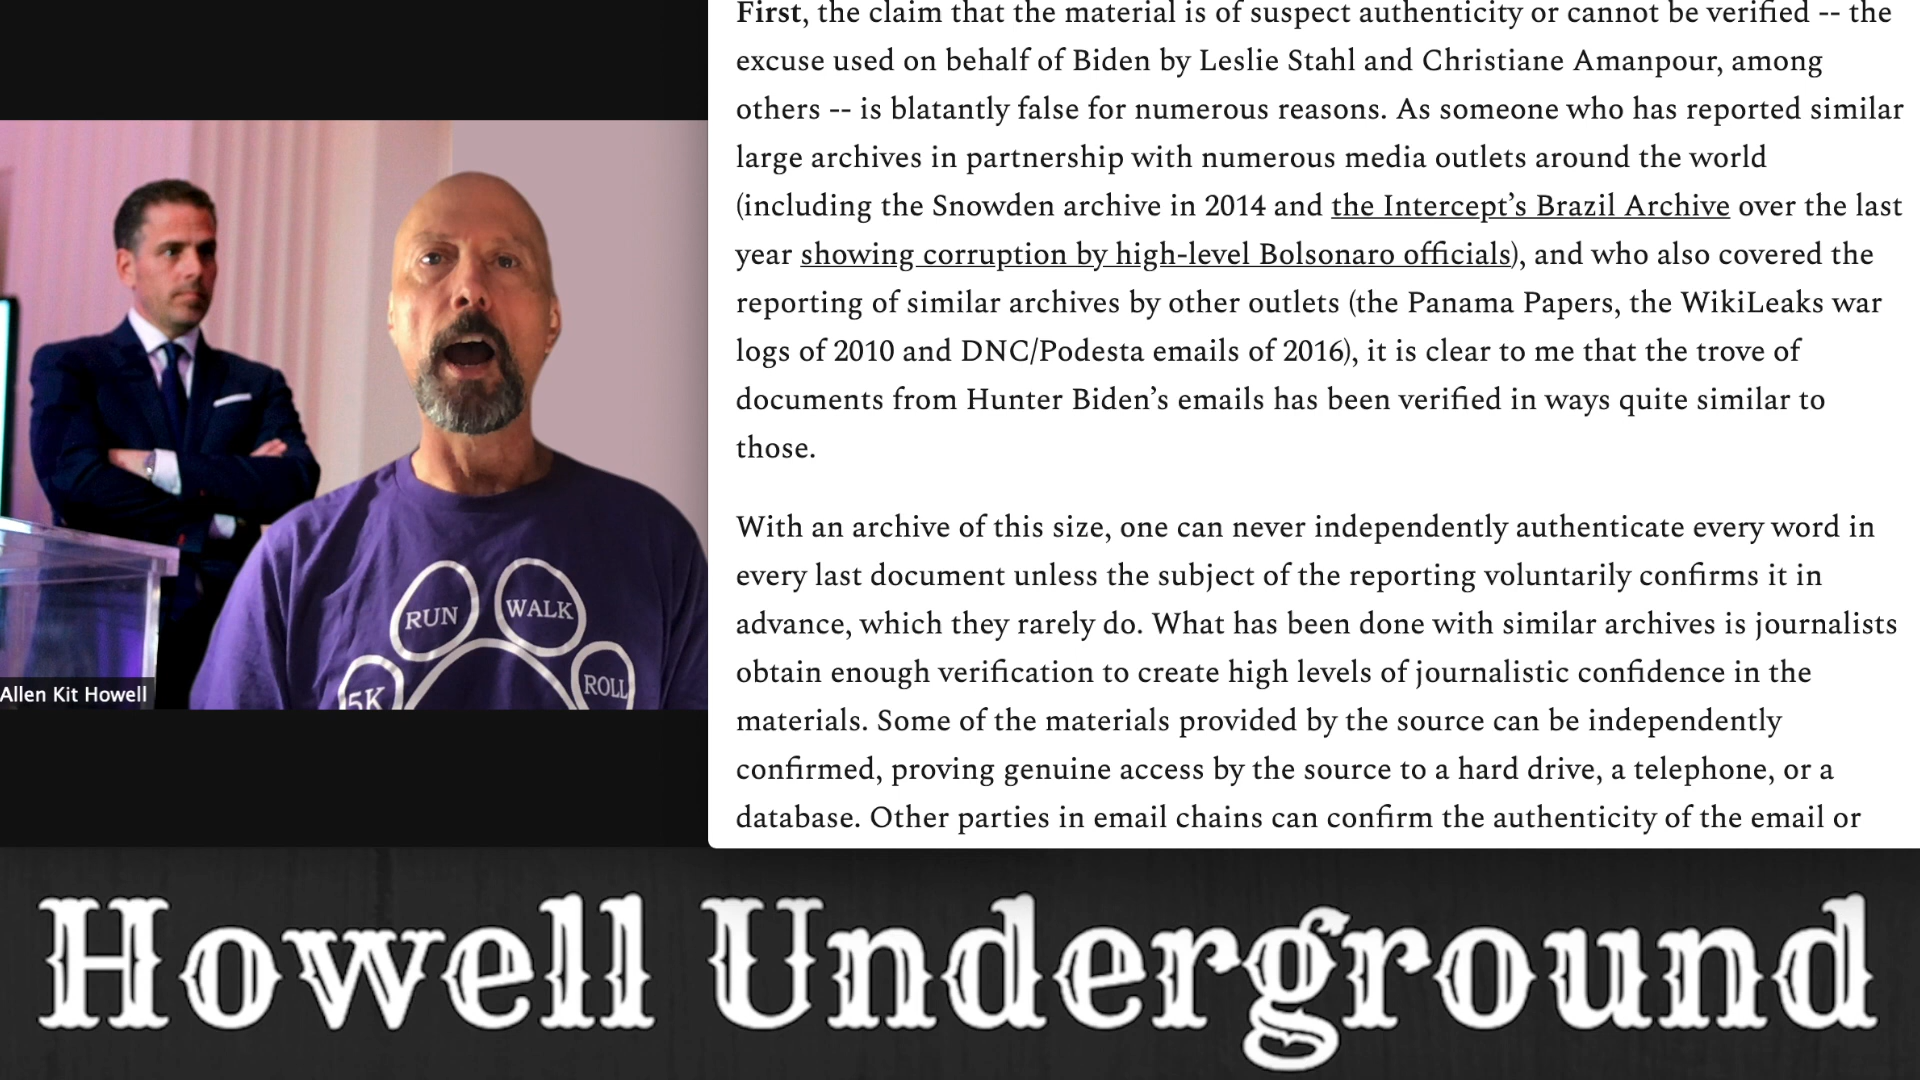 First, the claim that the material is of suspect authenticity or cannot be verified -- the
excuse used on behalf of Biden by Leslie Stahl and Christiane Amanpour, among
others -- is blatantly false for numerous reasons. As someone who has reported similar
large archives in partnership with numerous media outlets around the world
(including the Snowden archive in 2014 and the Intercept’s Brazil Archive over the last
year showing corruption by high-level Bolsonaro officials), and who also covered the
reporting of similar archives by other outlets (the Panama Papers, the WikiLeaks war
logs of 2010 and DNC/Podesta emails of 2016), it is clear to me that the trove of
documents from Hunter Biden’s emails has been verified in ways quite similar to
those.
With an archive of this size, one can never independently authenticate every word in
every last document unless the subject of the reporting voluntarily confirms it in
advance, which they rarely do. What has been done with similar archives is journalists
obtain enough verification to create high levels of journalistic confidence in the
materials. Some of the materials provided by the source can be independently
confirmed, proving genuine access by the source to a hard drive, a telephone, or a
database. Other parties in email chains can confirm the authenticity of the email or
RUN WALK
5K ROLL
Allen Kit Howell
Howell Underground